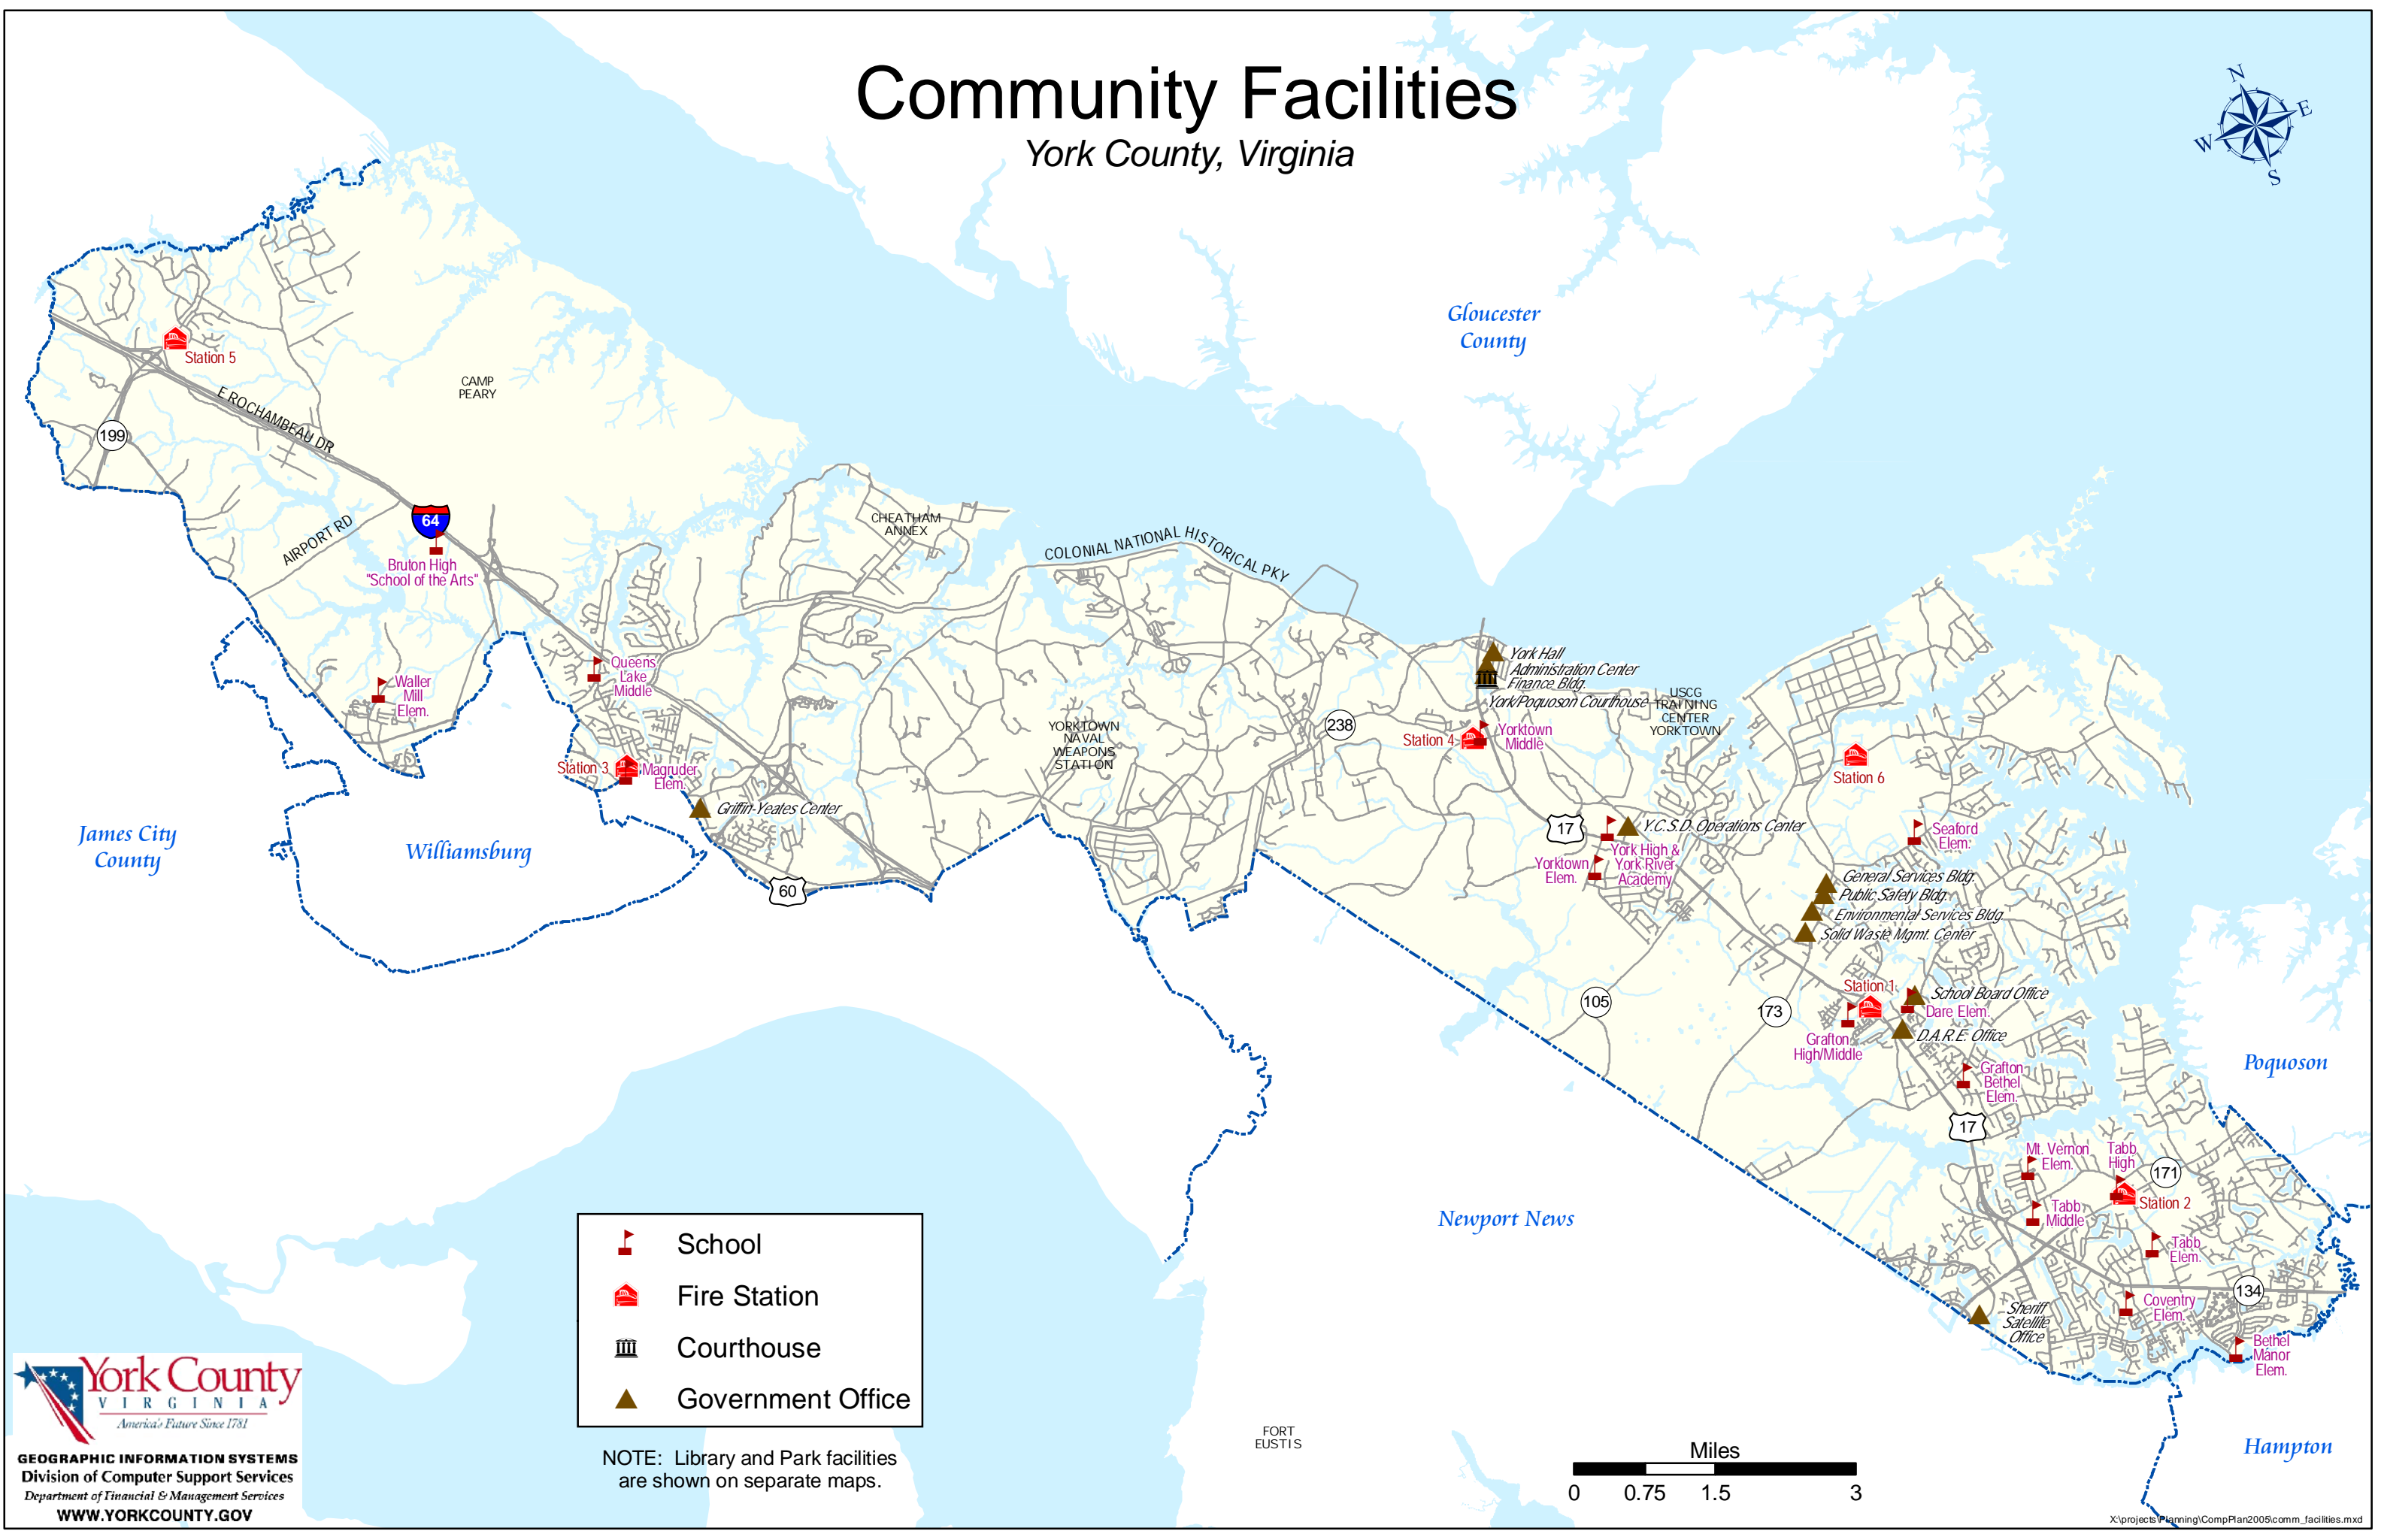 Community Facilities
York County, Virginia
N
E
W
S
Gloucester
County
Station 5
E ROCHAMBEAU DR
CAMP
PEARY
199
64
AIRPORT RD
Bruton High
"School of the Arts"
CHEATHAM
ANNEX
COLONIAL NATIONAL HISTORICAL PKY
Queens
Lake
Middle
Waller
Mill
Elem.
Station 3
Magruder
Elem.
Griffin-Yeates Center
YORKTOWN
NAVAL
WEAPONS
STATION
238
York Hall
Administration Center
Finance Bldg.
York/Poquoson Courthouse
USCG
TRAINING
CENTER
YORKTOWN
Station 4
Yorktown
Middle
Station 6
17
Y.C.S.D. Operations Center
York High &
York River
Academy
Yorktown
Elem.
Seaford
Elem.
General Services Bldg.
Public Safety Bldg.
Environmental Services Bldg.
Solid Waste Mgmt. Center
James City
County
Williamsburg
60
105
173
Station 1
School Board Office
Dare Elem.
D.A.R.E. Office
Grafton
High/Middle
Grafton
Bethel
Elem.
17
Poquoson
Mt. Vernon
Elem.
Tabb
High
171
Station 2
Tabb
Middle
Tabb
Elem.
134
Coventry
Elem.
Sheriff
Satellite
Office
Bethel
Manor
Elem.
Newport News
Hampton
FORT
EUSTIS
School
Fire Station
Courthouse
Government Office
NOTE: Library and Park facilities
are shown on separate maps.
York County
VIRGINIA
America's Future Since 1781
GEOGRAPHIC INFORMATION SYSTEMS
Division of Computer Support Services
Department of Financial & Management Services
WWW.YORKCOUNTY.GOV
Miles
0 0.75 1.5 3
X:\projects\Planning\CompPlan2005\comm_facilities.mxd